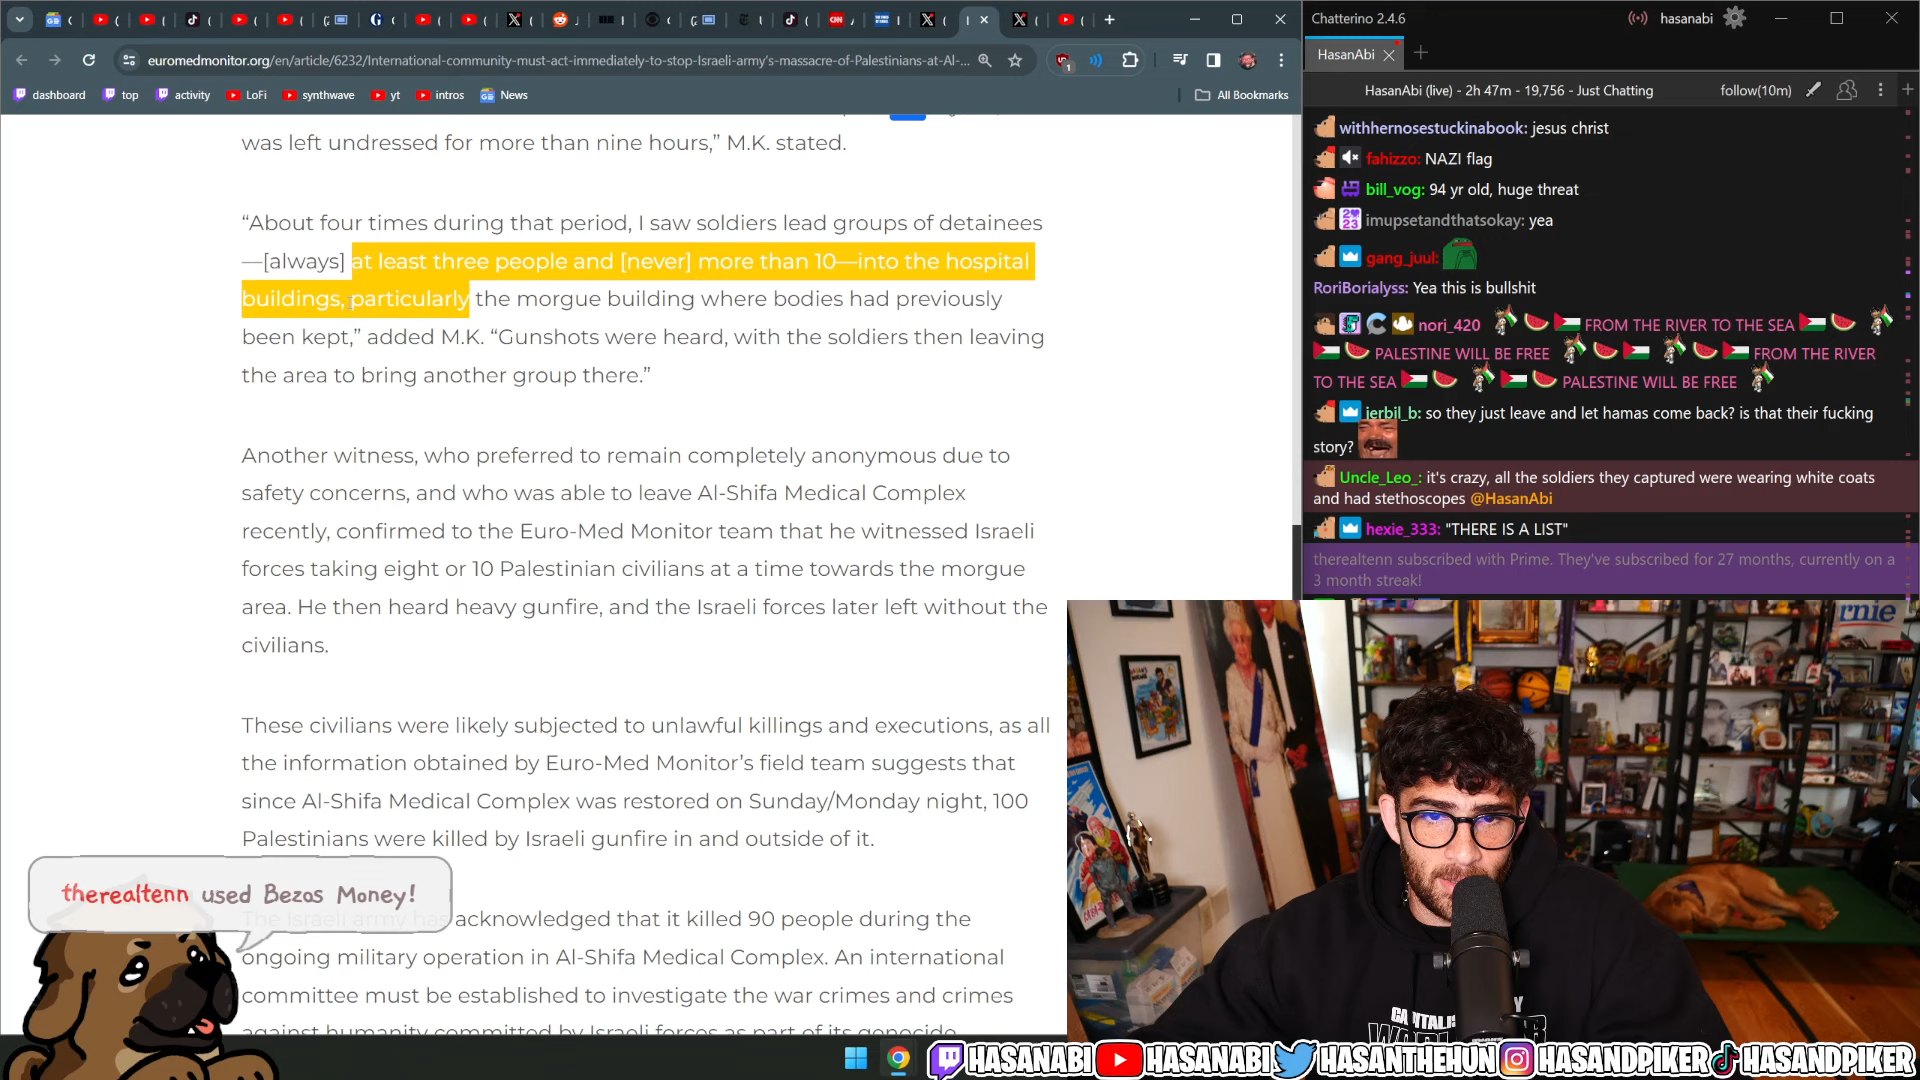 euromedmonitor.org/en/article/6232/International-community-must-act-immediately-to-stop-Israeli-army's-massacre-of-Palestinians-at-Al-...
dashboard top activity LoFi synthwave yt intros News All Bookmarks
was left undressed for more than nine hours,” M.K. stated.
“About four times during that period, I saw soldiers lead groups of detainees
—[always] at least three people and [never] more than 10—into the hospital
buildings, particularly the morgue building where bodies had previously
been kept,” added M.K. “Gunshots were heard, with the soldiers then leaving
the area to bring another group there.”
Another witness, who preferred to remain completely anonymous due to
safety concerns, and who was able to leave Al-Shifa Medical Complex
recently, confirmed to the Euro-Med Monitor team that he witnessed Israeli
forces taking eight or 10 Palestinian civilians at a time towards the morgue
area. He then heard heavy gunfire, and the Israeli forces later left without the
civilians.
These civilians were likely subjected to unlawful killings and executions, as all
the information obtained by Euro-Med Monitor’s field team suggests that
since Al-Shifa Medical Complex was restored on Sunday/Monday night, 100
Palestinians were killed by Israeli gunfire in and outside of it.
The Israeli army has acknowledged that it killed 90 people during the
ongoing military operation in Al-Shifa Medical Complex. An international
committee must be established to investigate the war crimes and crimes
against humanity committed by Israeli forces as part of its genocide
therealtenn used Bezos Money!
Chatterino 2.4.6
hasanabi
HasanAbi
HasanAbi (live) - 2h 47m - 19,756 - Just Chatting
follow(10m)
withhernosestuckinabook: jesus christ
fahizzo: NAZI flag
bill_vog: 94 yr old, huge threat
imupsetandthatsokay: yea
gang_juul:
RoriBorialyss: Yea this is bullshit
nori_420 FROM THE RIVER TO THE SEA
PALESTINE WILL BE FREE FROM THE RIVER
TO THE SEA PALESTINE WILL BE FREE
jerbil_b: so they just leave and let hamas come back? is that their fucking
story?
Uncle_Leo_: it's crazy, all the soldiers they captured were wearing white coats
and had stethoscopes @HasanAbi
hexie_333: "THERE IS A LIST"
therealtenn subscribed with Prime. They've subscribed for 27 months, currently on a
3 month streak!
rnie
HASANABI HASANABI HASANTHEHUN HASANDPIKER HASANDPIKER